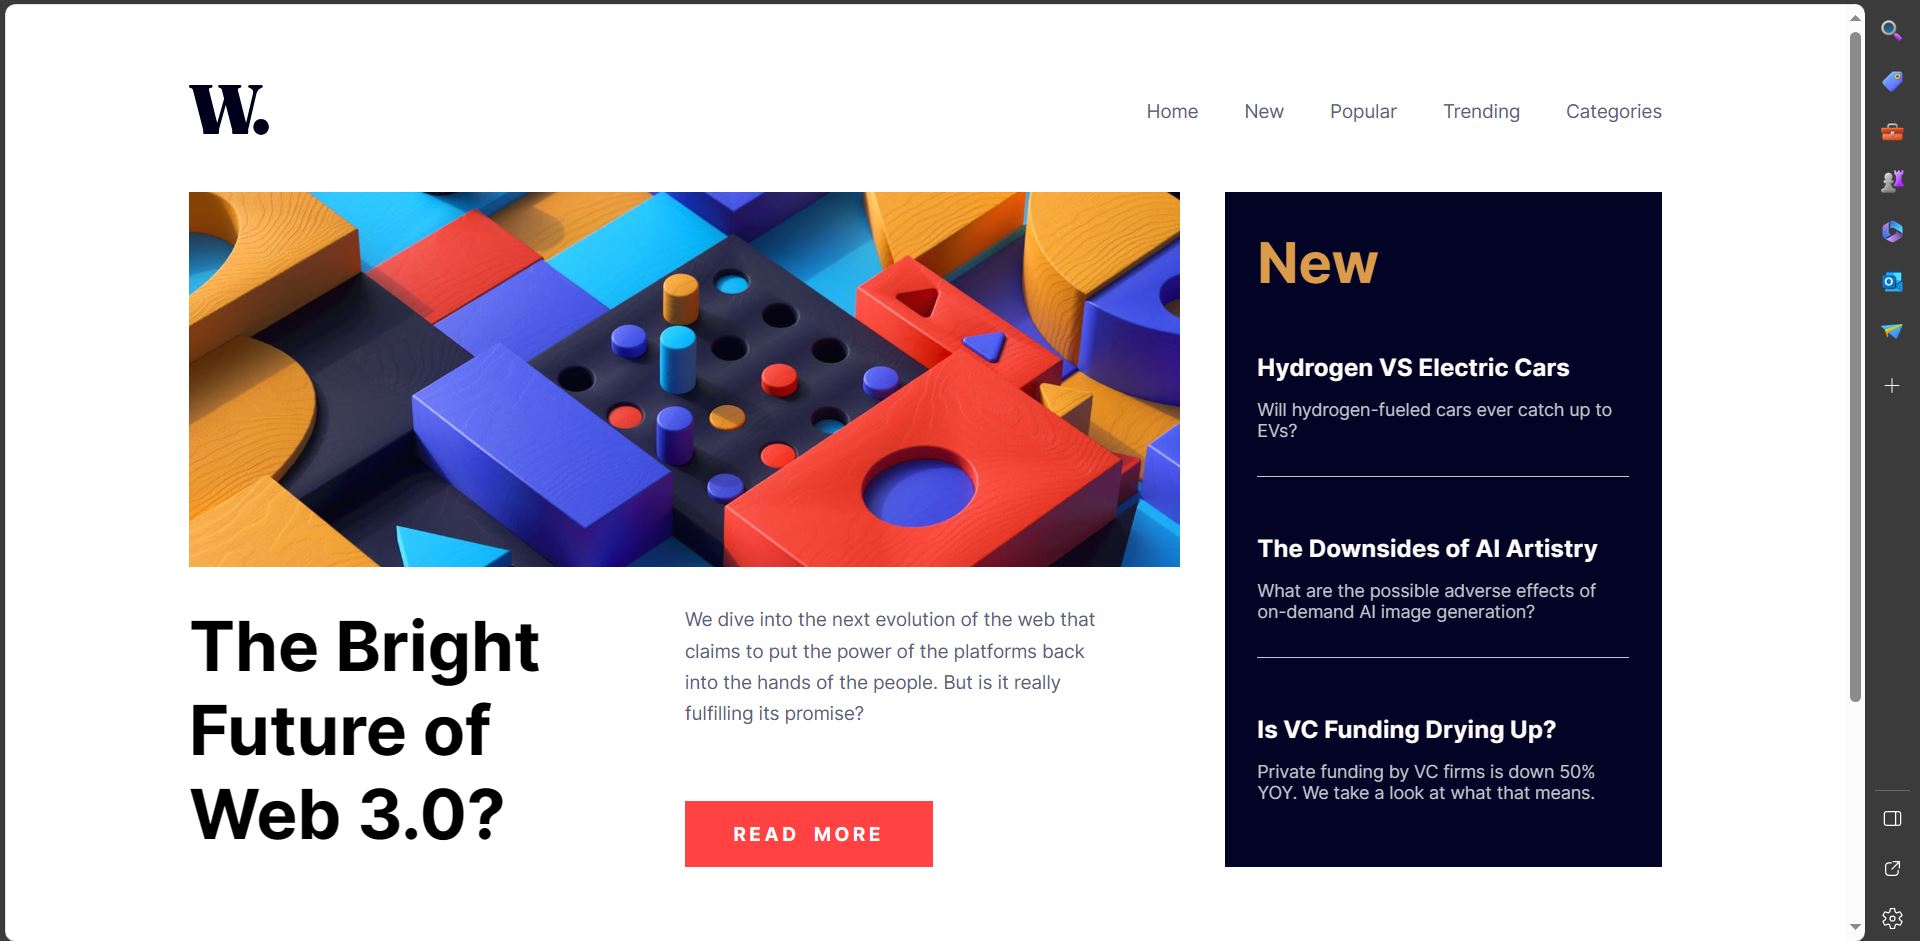 W.
Home New Popular Trending Categories
The Bright
Future of
Web 3.0?
We dive into the next evolution of the web that
claims to put the power of the platforms back
into the hands of the people. But is it really
fulfilling its promise?
READ MORE
New
Hydrogen VS Electric Cars
Will hydrogen-fueled cars ever catch up to
EVs?
The Downsides of AI Artistry
What are the possible adverse effects of
on-demand AI image generation?
Is VC Funding Drying Up?
Private funding by VC firms is down 50%
YOY. We take a look at what that means.